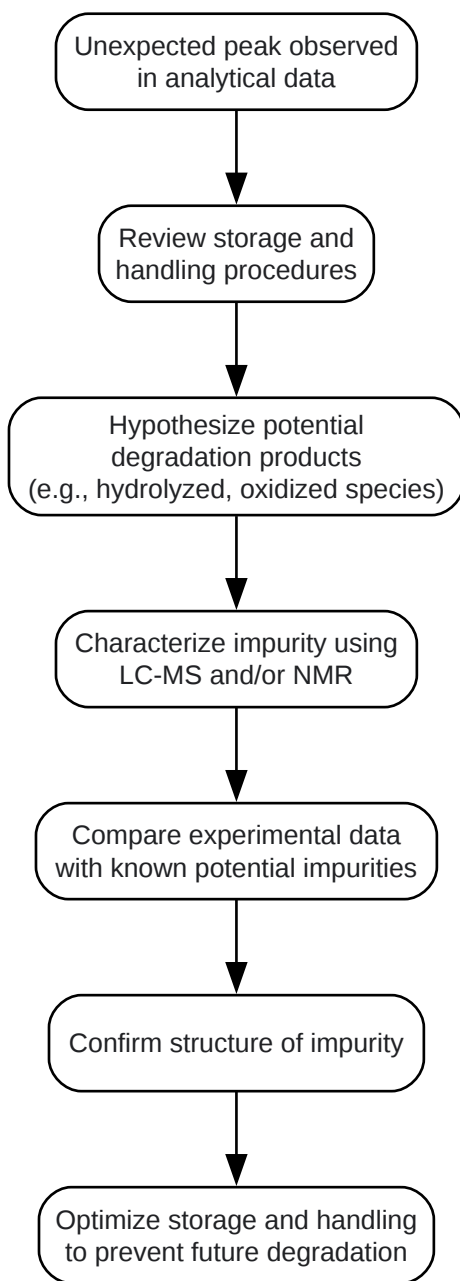 Unexpected peak observed
in analytical data
Review storage and
handling procedures
Hypothesize potential
degradation products
(e.g., hydrolyzed, oxidized species)
Characterize impurity using
LC-MS and/or NMR
Compare experimental data
with known potential impurities
Confirm structure of impurity
Optimize storage and handling
to prevent future degradation